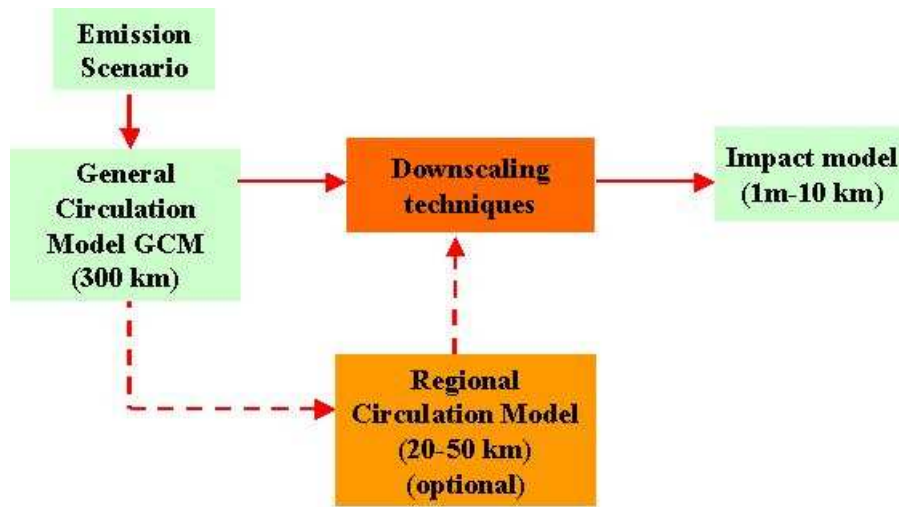 Emission
Scenario
General
Circulation
Model GCM
(300 km)
Downscaling
techniques
Impact model
(1m-10 km)
Regional
Circulation Model
(20-50 km)
(optional)